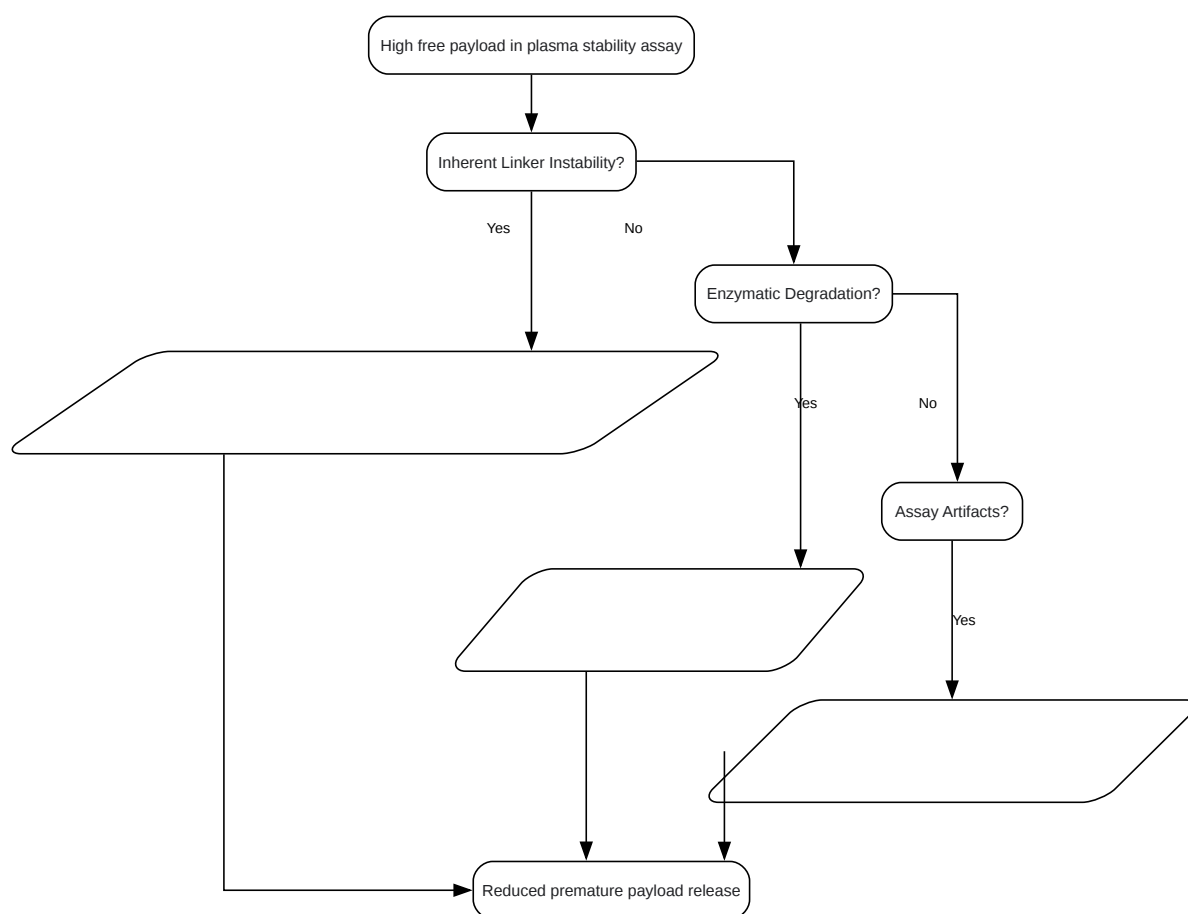 High free payload in plasma stability assay
Inherent Linker Instability?
Yes
No
Enzymatic Degradation?
Yes
No
Assay Artifacts?
Yes
Reduced premature payload release